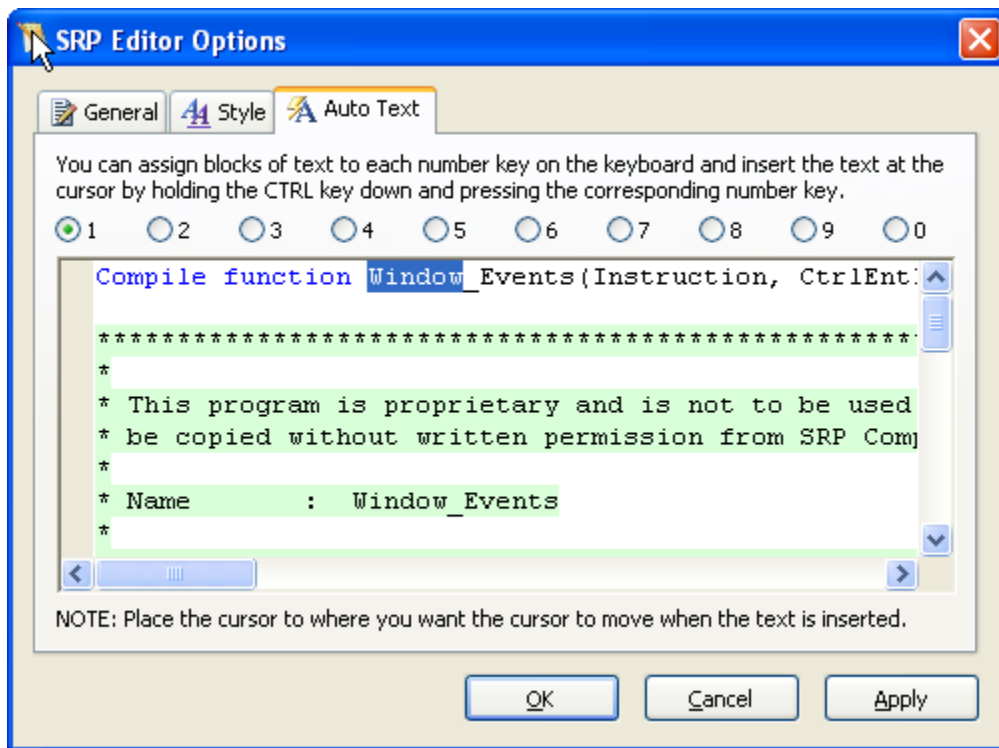 SRP Editor Options
General Style Auto Text
You can assign blocks of text to each number key on the keyboard and insert the text at the
cursor by holding the CTRL key down and pressing the corresponding number key.
1 2 3 4 5 6 7 8 9 0
Compile function Window_Events(Instruction, CtrlEnt
***************************************************
*
* This program is proprietary and is not to be used
* be copied without written permission from SRP Comp
*
* Name : Window_Events
*
NOTE: Place the cursor to where you want the cursor to move when the text is inserted.
OK Cancel Apply